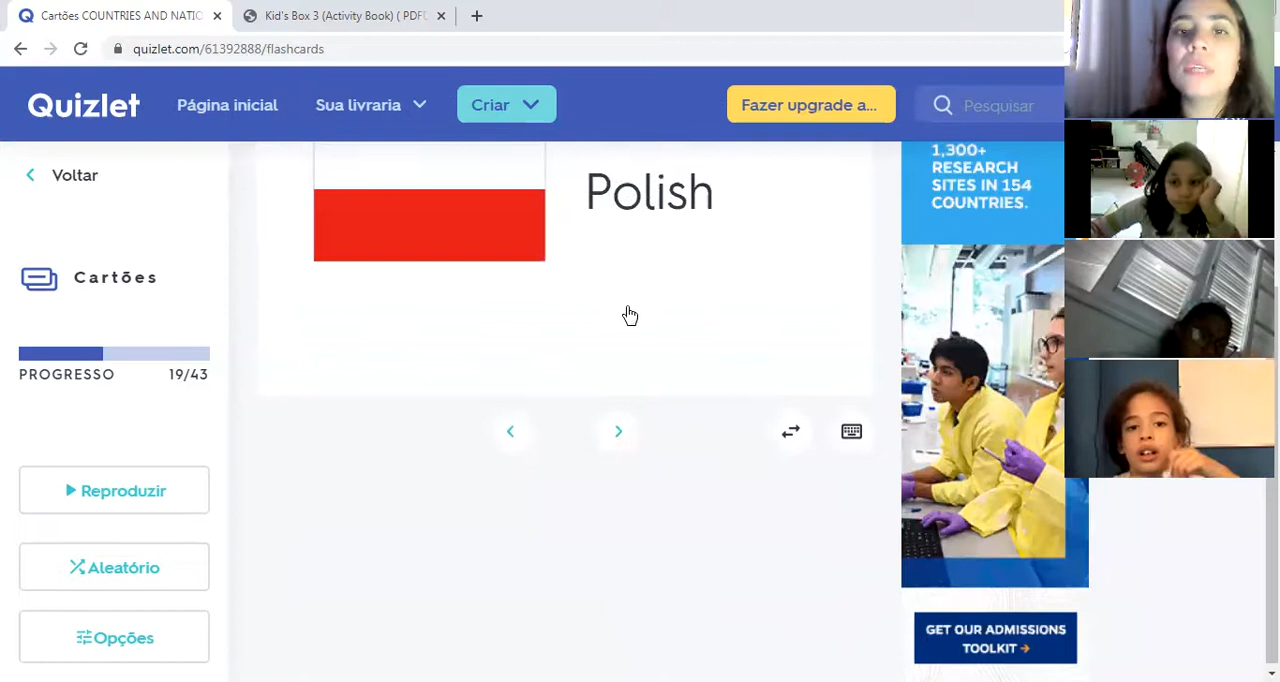 Cartões COUNTRIES AND NATIO
Kid's Box 3 (Activity Book) ( PDFD
quizlet.com/61392888/flashcards
Quizlet
Página inicial
Sua livraria
Criar
Fazer upgrade a...
Pesquisar
Voltar
Cartões
PROGRESSO 19/43
Reproduzir
Aleatório
Opções
Polish
1,300+
RESEARCH
SITES IN 154
COUNTRIES.
GET OUR ADMISSIONS
TOOLKIT →